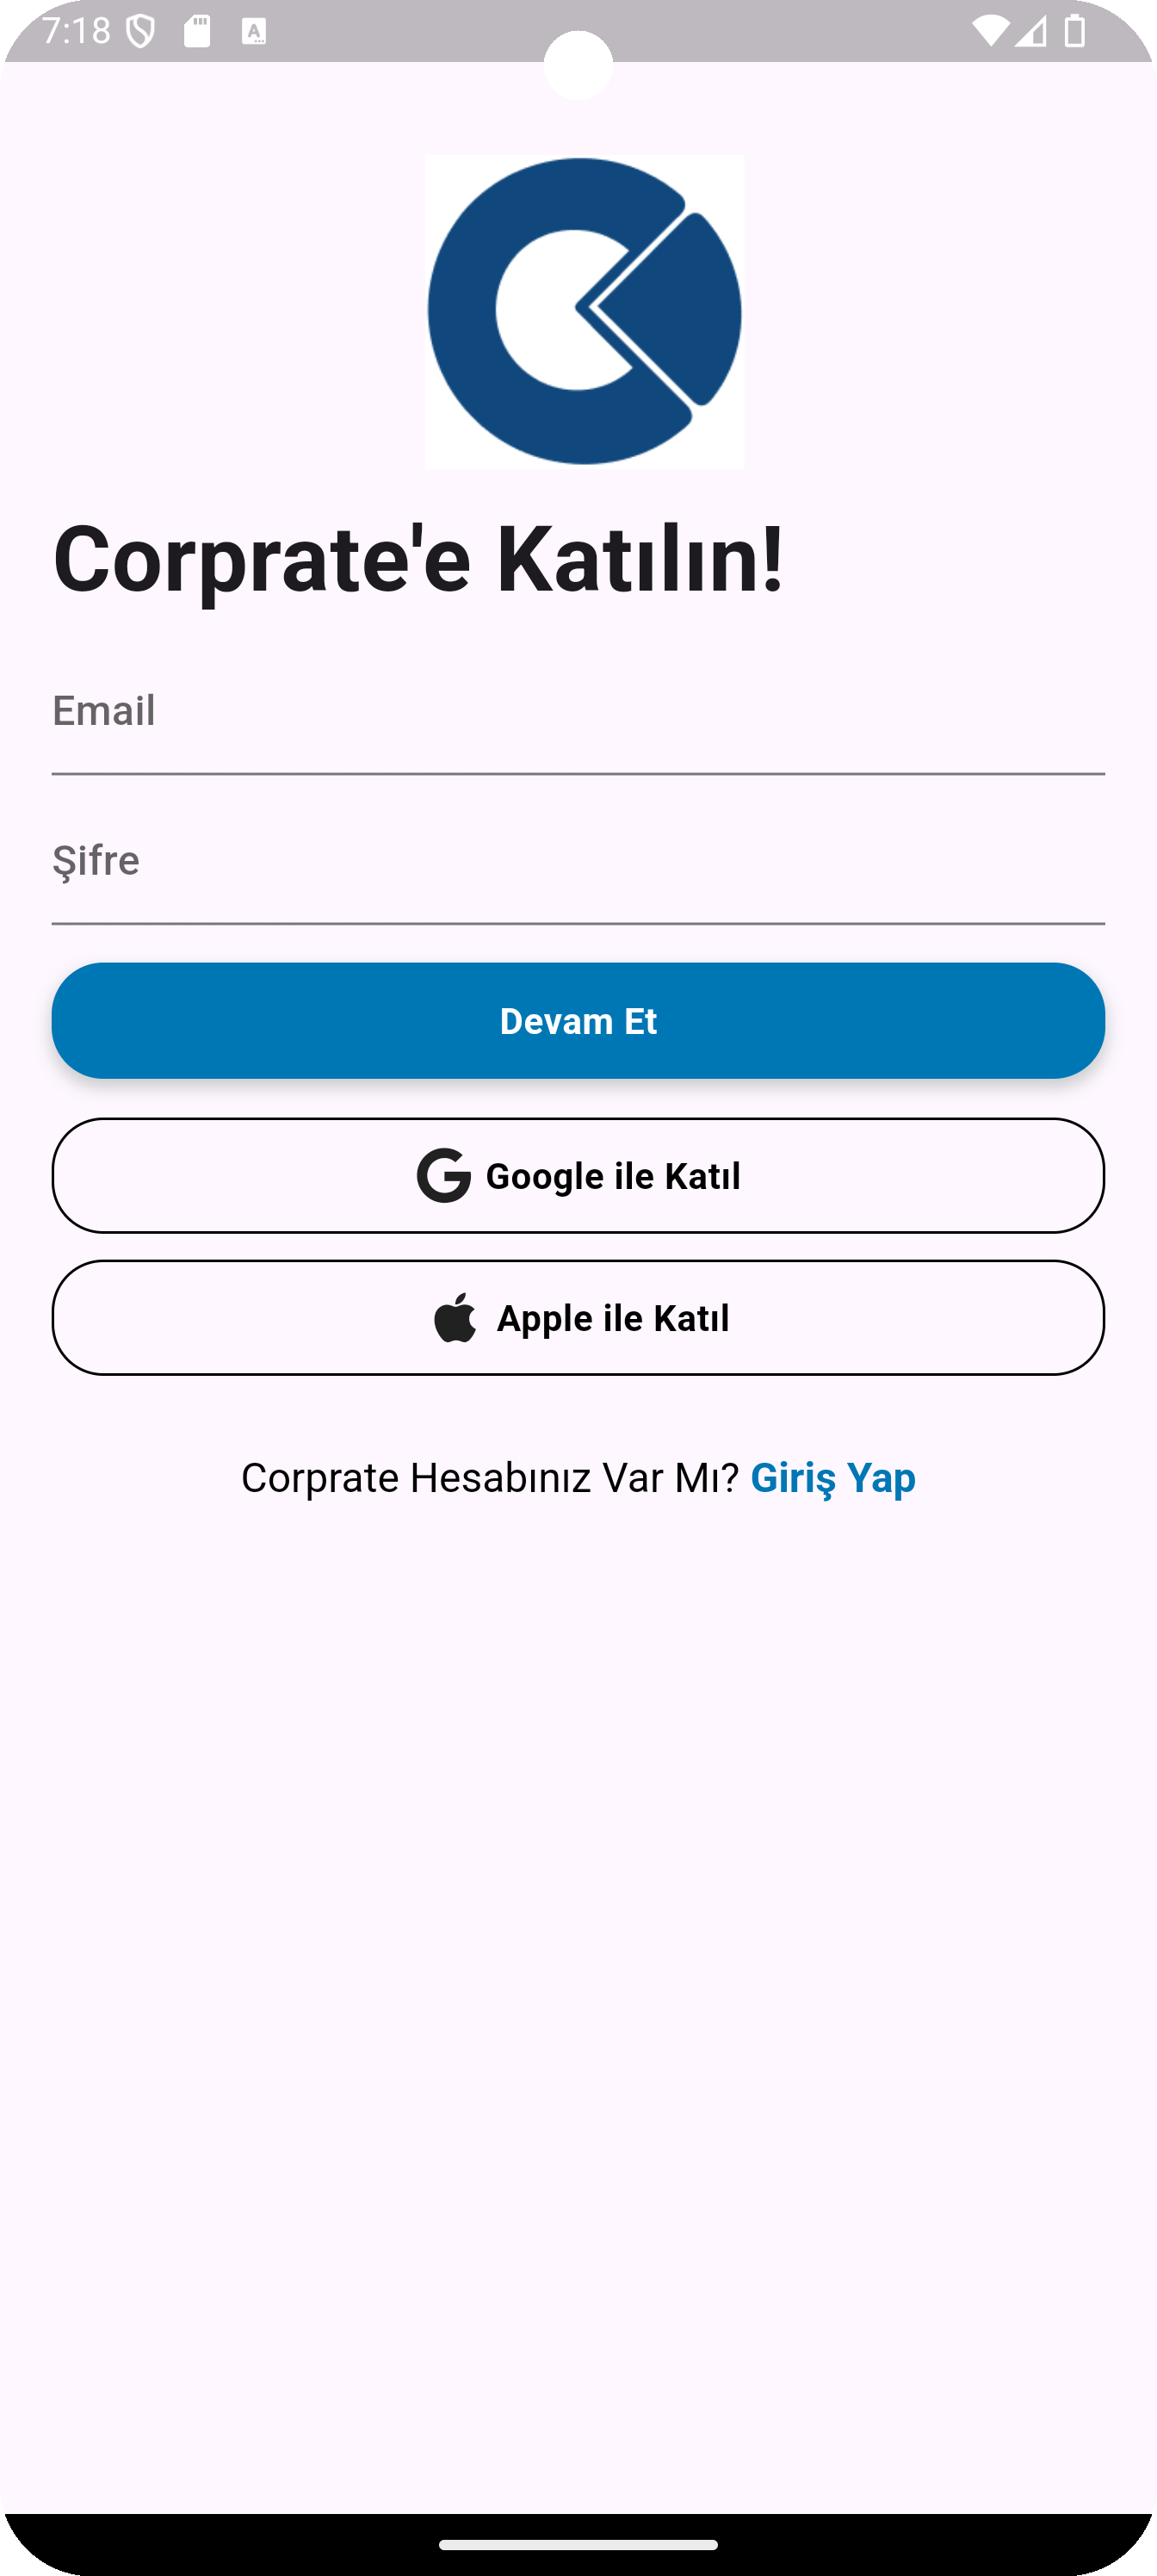 7:18
Corprate'e Katılın!
Email
Şifre
Devam Et
Google ile Katıl
Apple ile Katıl
Corprate Hesabınız Var Mı? Giriş Yap